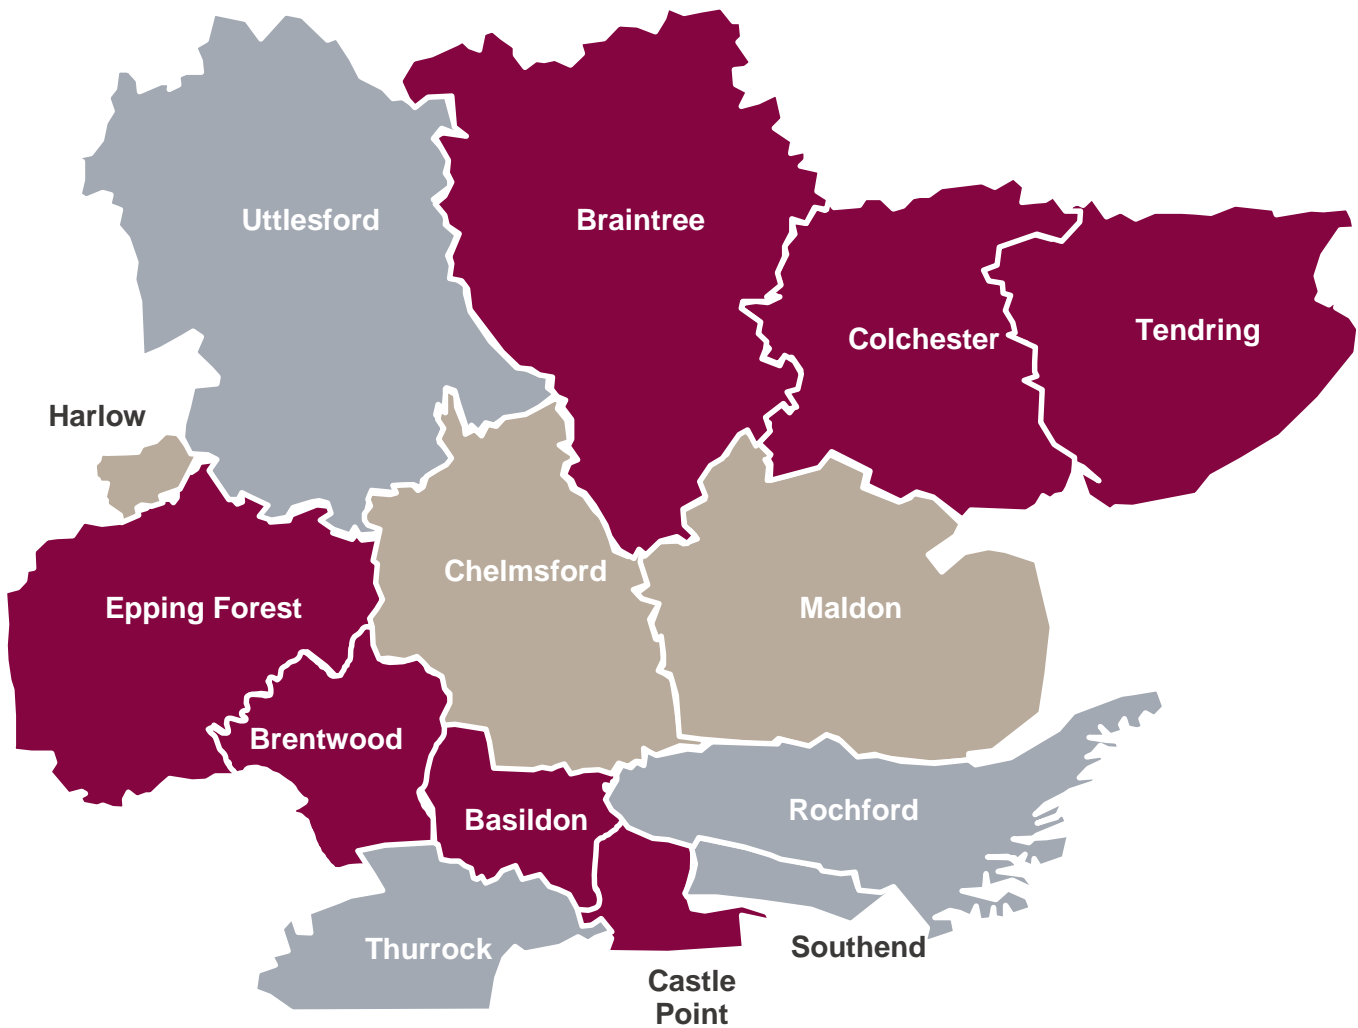 Uttlesford
Braintree
Colchester
Tendring
Harlow
Chelmsford
Epping Forest
Maldon
Brentwood
Basildon
Rochford
Thurrock
Southend
Castle
Point